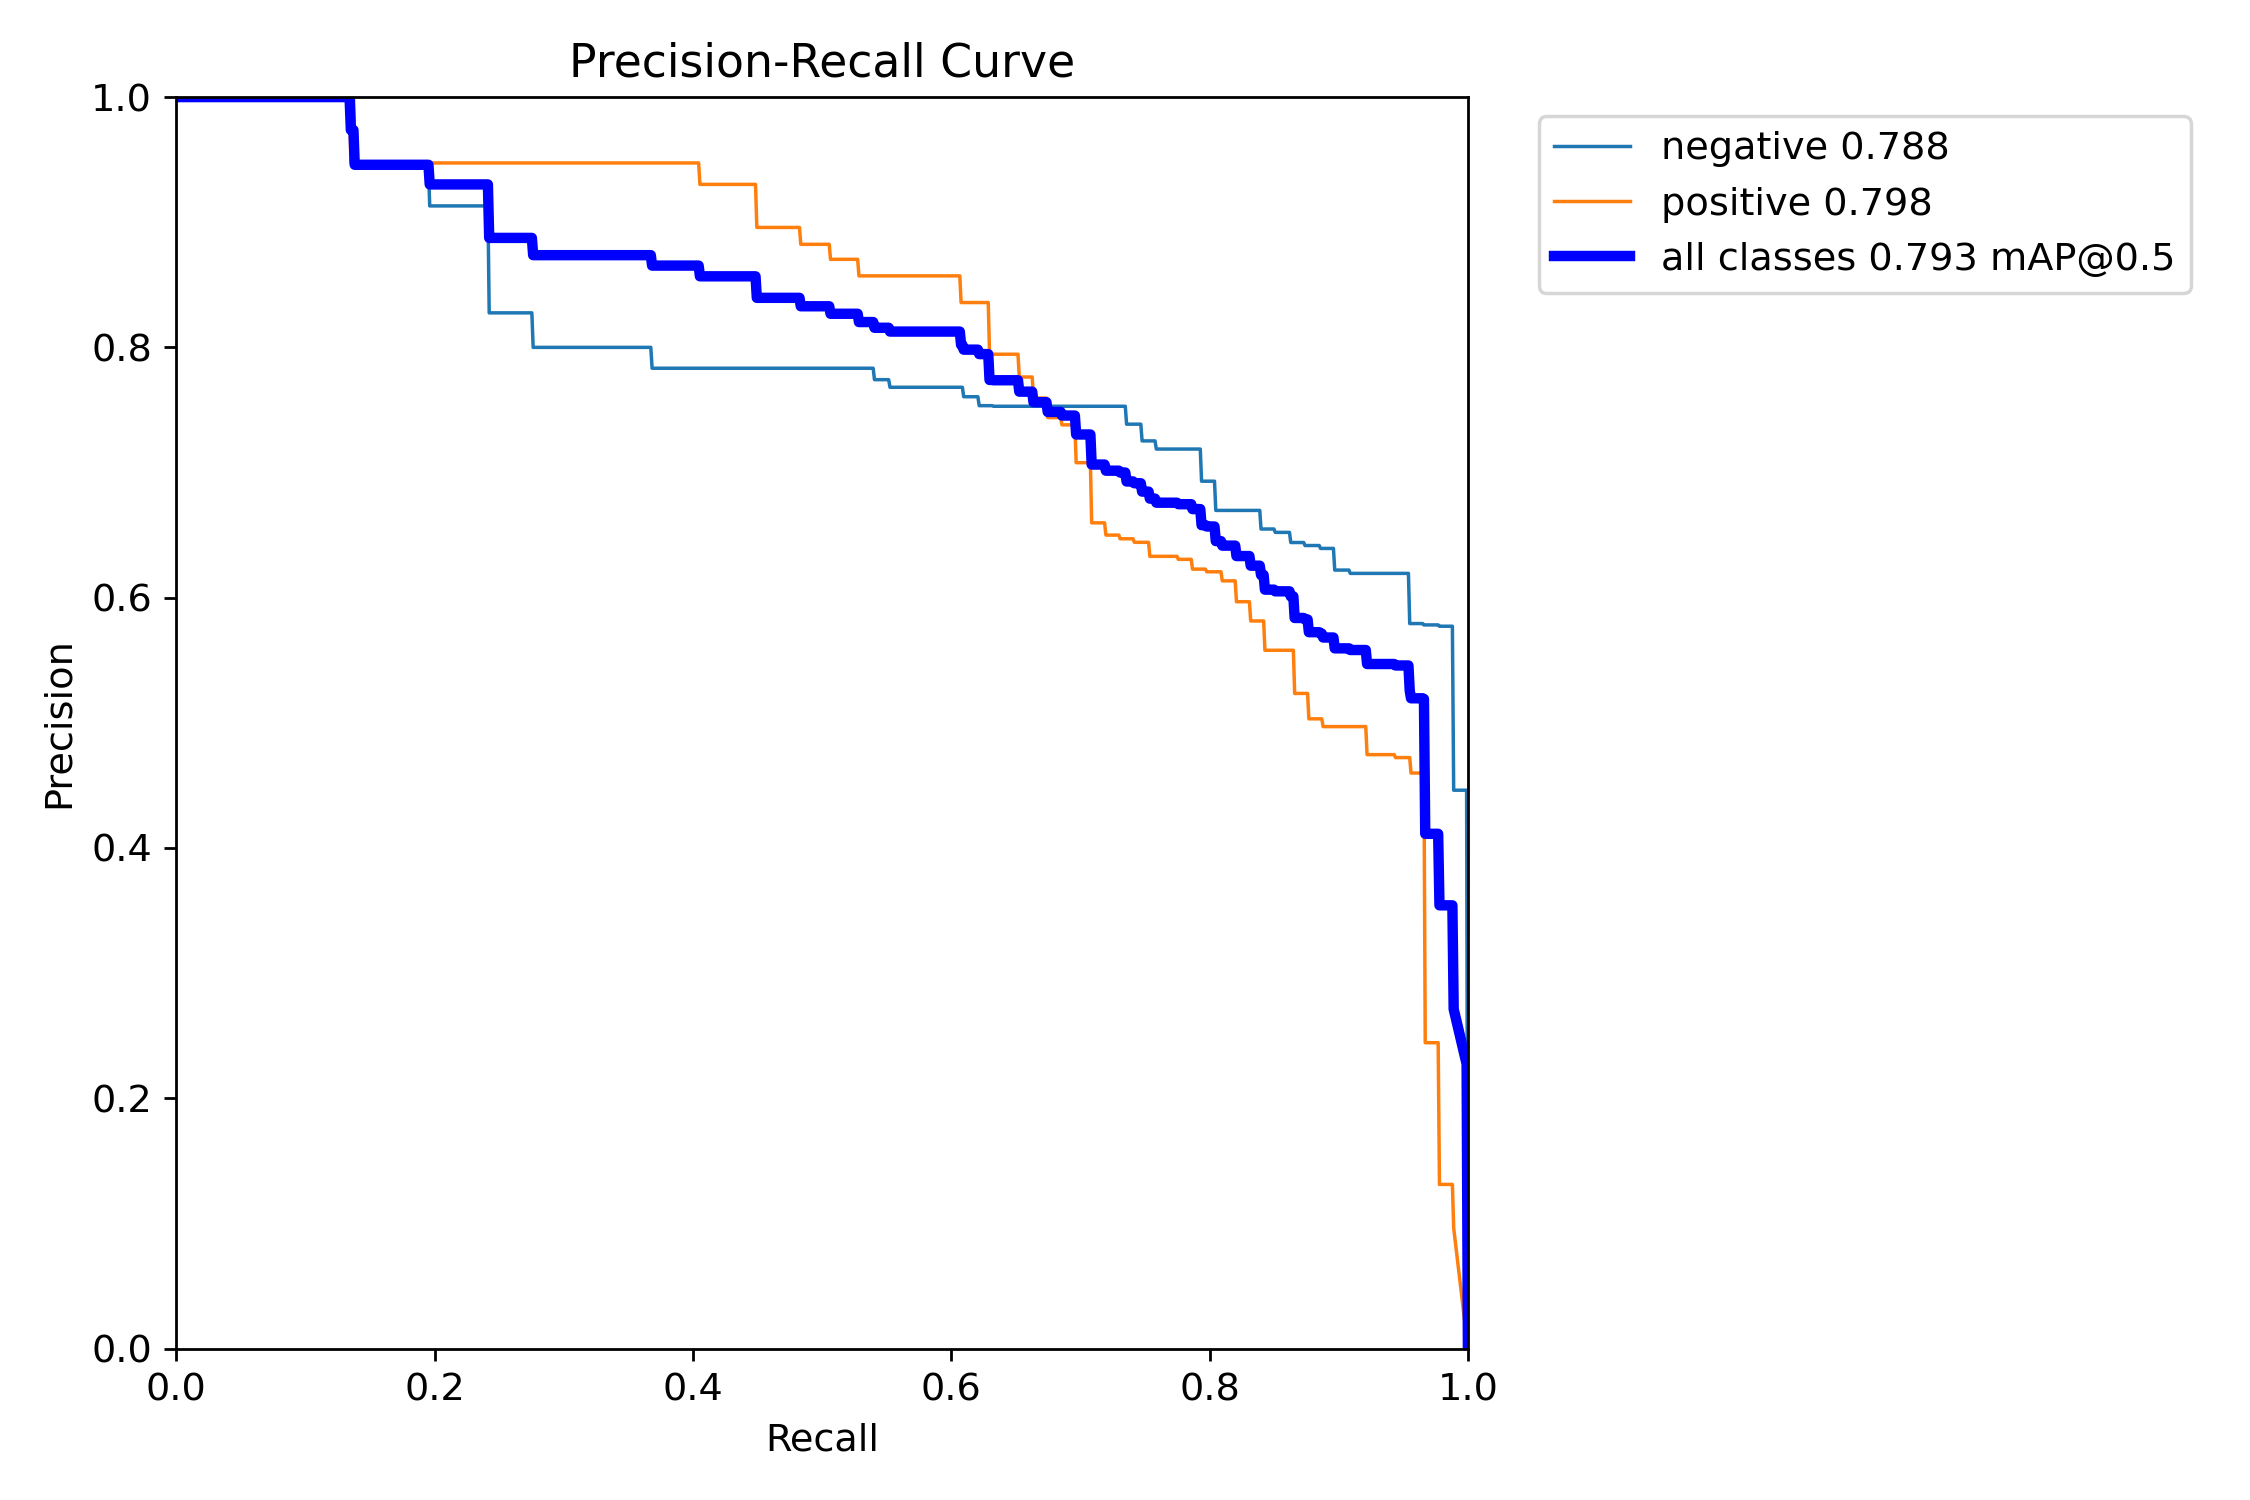 Precision-Recall Curve
1.0
0.8
0.6
0.4
0.2
0.0
Precision
0.0 0.2 0.4 0.6 0.8 1.0
Recall
negative 0.788
positive 0.798
all classes 0.793 mAP@0.5